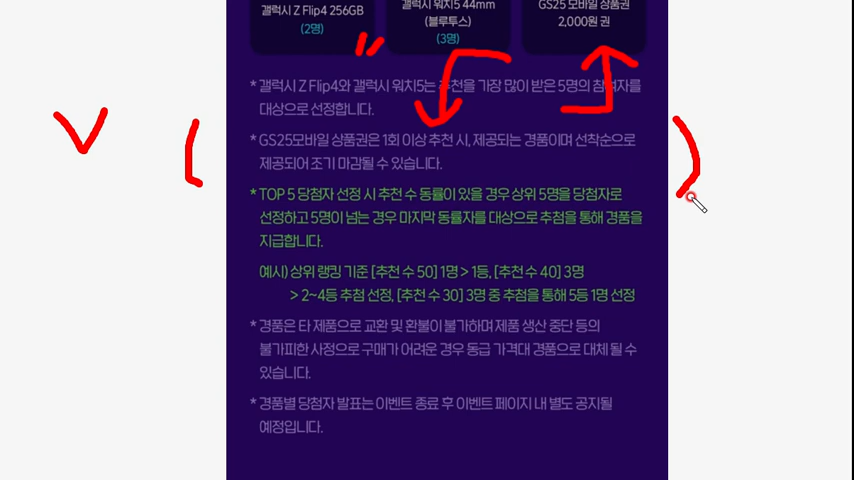 갤럭시 Z Flip4 256GB
(2명)
갤럭시 워치5 44mm
(블루투스)
(3명)
GS25 모바일 상품권
2,000원 권
* 갤럭시 Z Flip4와 갤럭시 워치5는 추천을 가장 많이 받은 5명의 참여자를
대상으로 선정합니다.
* GS25모바일 상품권은 1회 이상 추천 시, 제공되는 경품이며 선착순으로
제공되어 조기 마감될 수 있습니다.
* TOP 5 당첨자 선정 시 추천 수 동률이 있을 경우 상위 5명을 당첨자로
선정하고 5명이 넘는 경우 마지막 동률자를 대상으로 추첨을 통해 경품을
지급합니다.
예시) 상위 랭킹 기준 [추천 수 50] 1명 > 1등, [추천 수 40] 3명
> 2~4등 추첨 선정, [추천 수 30] 3명 중 추첨을 통해 5등 1명 선정
* 경품은 타 제품으로 교환 및 환불이 불가하며 제품 생산 중단 등의
불가피한 사정으로 구매가 어려운 경우 동급 가격대 경품으로 대체 될 수
있습니다.
* 경품별 당첨자 발표는 이벤트 종료 후 이벤트 페이지 내 별도 공지될
예정입니다.